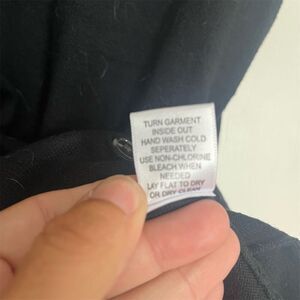 TURN GARMENT
INSIDE OUT
HAND WASH COLD
SEPERATELY
USE NON-CHLORINE
BLEACH WHEN
NEEDED
LAY FLAT TO DRY
OR DRY CLEAN